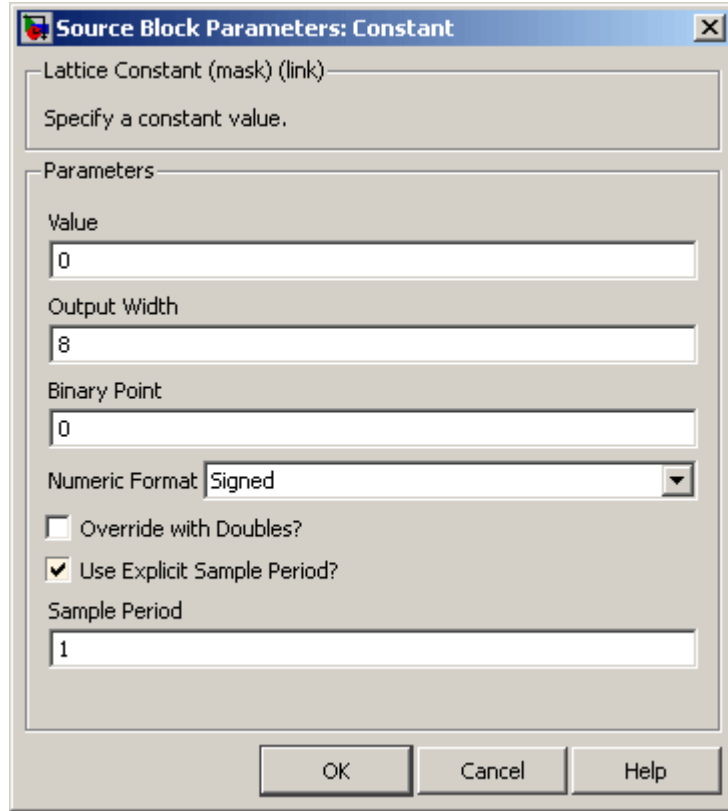 Source Block Parameters: Constant
Lattice Constant (mask) (link)
Specify a constant value.
Parameters
Value
0
Output Width
8
Binary Point
0
Numeric Format Signed
Override with Doubles?
Use Explicit Sample Period?
Sample Period
1
OK Cancel Help